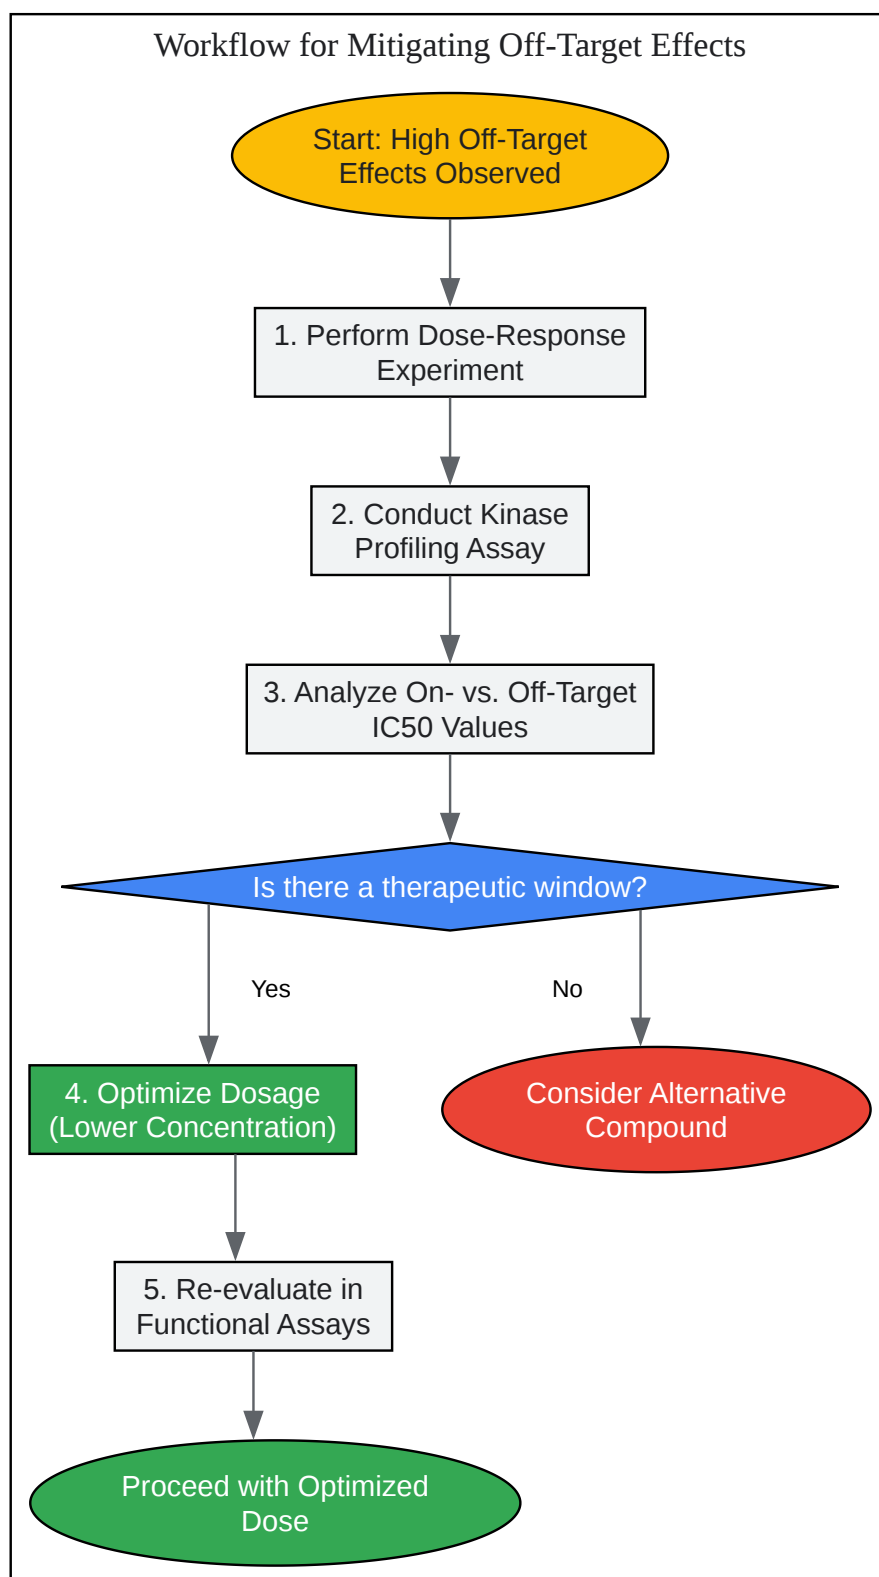 Workflow for Mitigating Off-Target Effects
Start: High Off-Target
Effects Observed
1. Perform Dose-Response
Experiment
2. Conduct Kinase
Profiling Assay
3. Analyze On- vs. Off-Target
IC50 Values
Is there a therapeutic window?
Yes
No
4. Optimize Dosage
(Lower Concentration)
Consider Alternative
Compound
5. Re-evaluate in
Functional Assays
Proceed with Optimized
Dose